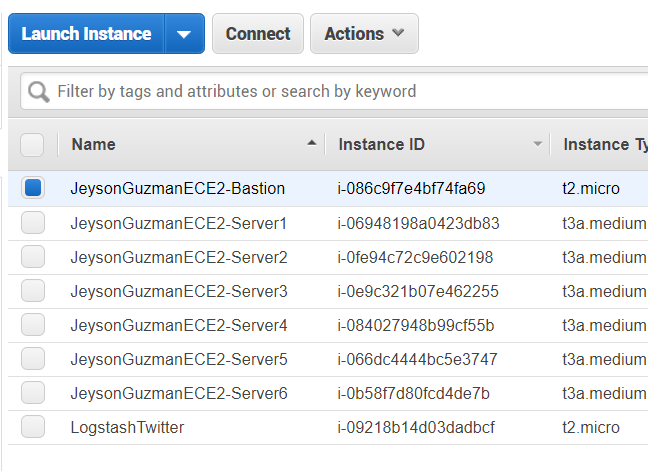 Launch Instance Connect Actions
Filter by tags and attributes or search by keyword
Name Instance ID Instance Ty
JeysonGuzmanECE2-Bastion i-086c9f7e4bf74fa69 t2.micro
JeysonGuzmanECE2-Server1 i-06948198a0423db83 t3a.medium
JeysonGuzmanECE2-Server2 i-0fe94c72c9e602198 t3a.medium
JeysonGuzmanECE2-Server3 i-0e9c321b07e462255 t3a.medium
JeysonGuzmanECE2-Server4 i-084027948b99cf55b t3a.medium
JeysonGuzmanECE2-Server5 i-066dc4444bc5e3747 t3a.medium
JeysonGuzmanECE2-Server6 i-0b58f7d80fcd4de7b t3a.medium
LogstashTwitter i-09218b14d03dadbcf t2.micro